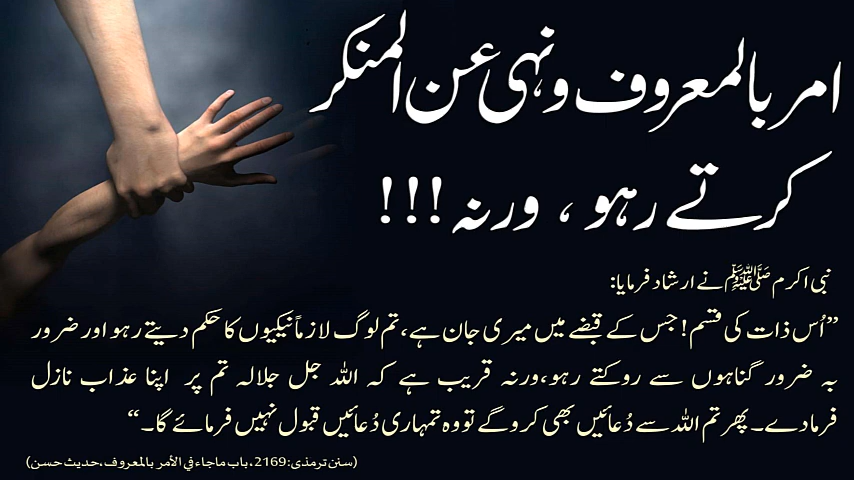 امر بالمعروف ونہی عن المنکر
کرتے رہو ، ورنہ !!!
نبی اکرم ﷺ نے ارشاد فرمایا:
”اُس ذات کی قسم! جس کے قبضے میں میری جان ہے، تم لوگ لازماً نیکیوں کا حکم دیتے رہو اور ضرور
بہ ضرور گناہوں سے روکتے رہو، ورنہ قریب ہے کہ اللہ جل جلالہ تم پر اپنا عذاب نازل
فرمادے۔ پھر تم اللہ سے دُعائیں بھی کروگے تو وہ تمہاری دُعائیں قبول نہیں فرمائے گا۔“
(سنن ترمذی: 2169، باب ماجاء في الأمر بالمعروف، حدیث حسن)